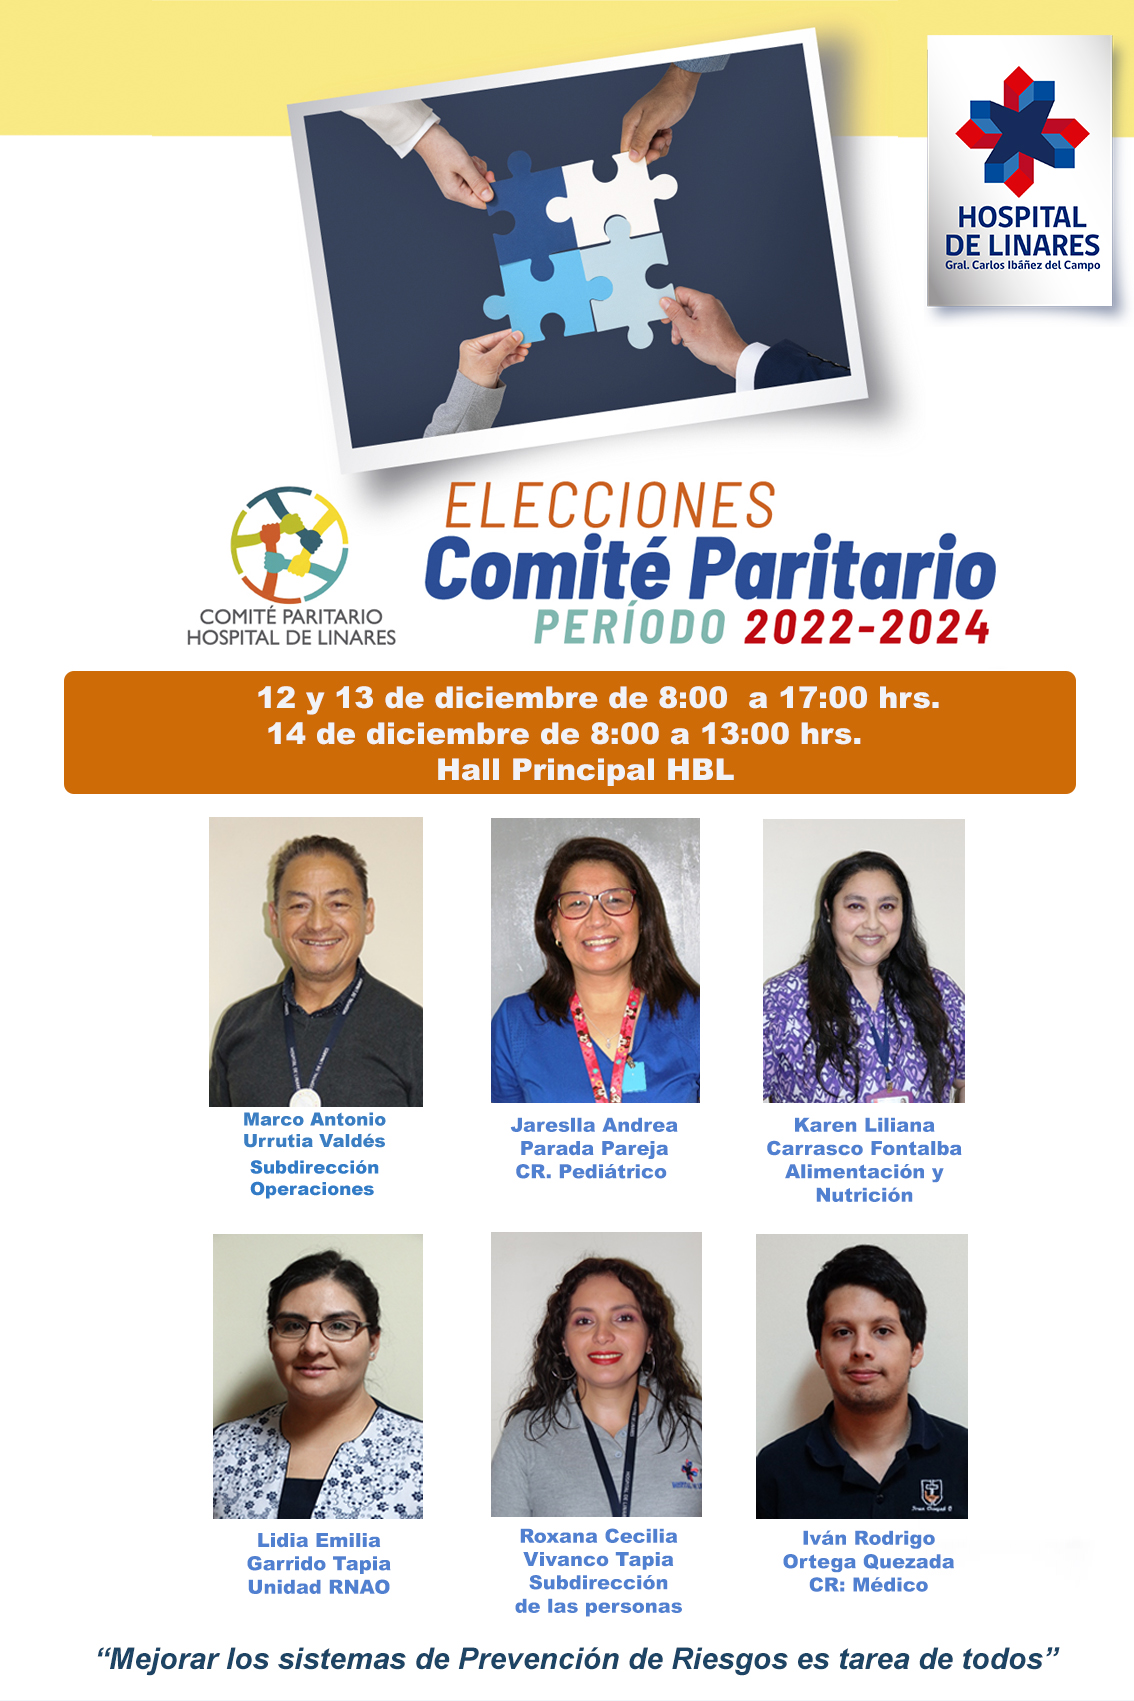 HOSPITAL
DE LINARES
Gral. Carlos Ibáñez del Campo
ELECCIONES
Comité Paritario
PERÍODO 2022-2024
COMITÉ PARITARIO
HOSPITAL DE LINARES
12 y 13 de diciembre de 8:00 a 17:00 hrs.
14 de diciembre de 8:00 a 13:00 hrs.
Hall Principal HBL
Marco Antonio
Urrutia Valdés
Subdirección
Operaciones
Jareslla Andrea
Parada Pareja
CR. Pediátrico
Karen Liliana
Carrasco Fontalba
Alimentación y
Nutrición
Lidia Emilia
Garrido Tapia
Unidad RNAO
Roxana Cecilia
Vivanco Tapia
Subdirección
de las personas
Iván Rodrigo
Ortega Quezada
CR: Médico
“Mejorar los sistemas de Prevención de Riesgos es tarea de todos”